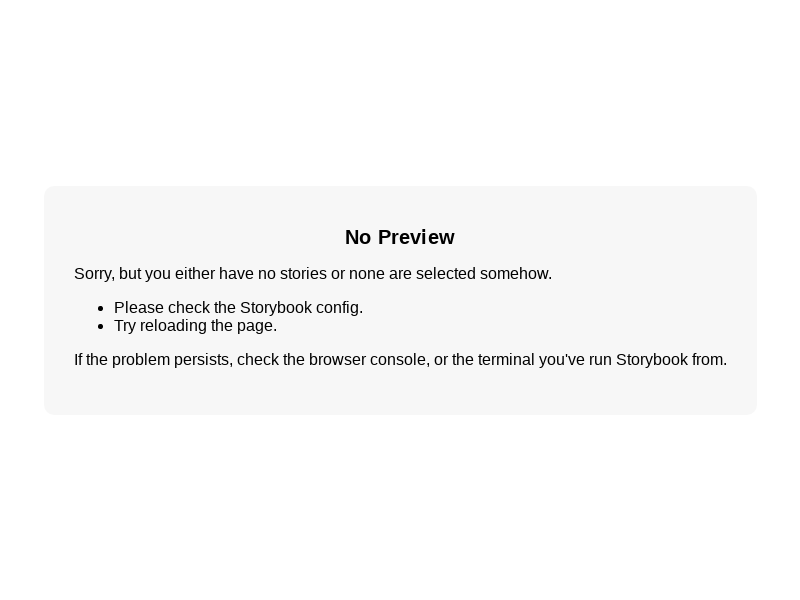 No Preview
Sorry, but you either have no stories or none are selected somehow.
Please check the Storybook config.
Try reloading the page.
If the problem persists, check the browser console, or the terminal you've run Storybook from.